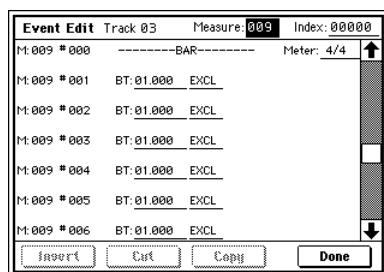 Event Edit Track 03 Measure: 009 Index: 00000
M: 009 # 000 --------BAR-------- Meter: 4/4
M: 009 # 001 BT: 01.000 EXCL
M: 009 # 002 BT: 01.000 EXCL
M: 009 # 003 BT: 01.000 EXCL
M: 009 # 004 BT: 01.000 EXCL
M: 009 # 005 BT: 01.000 EXCL
M: 009 # 006 BT: 01.000 EXCL
Insert Cut Copy Done